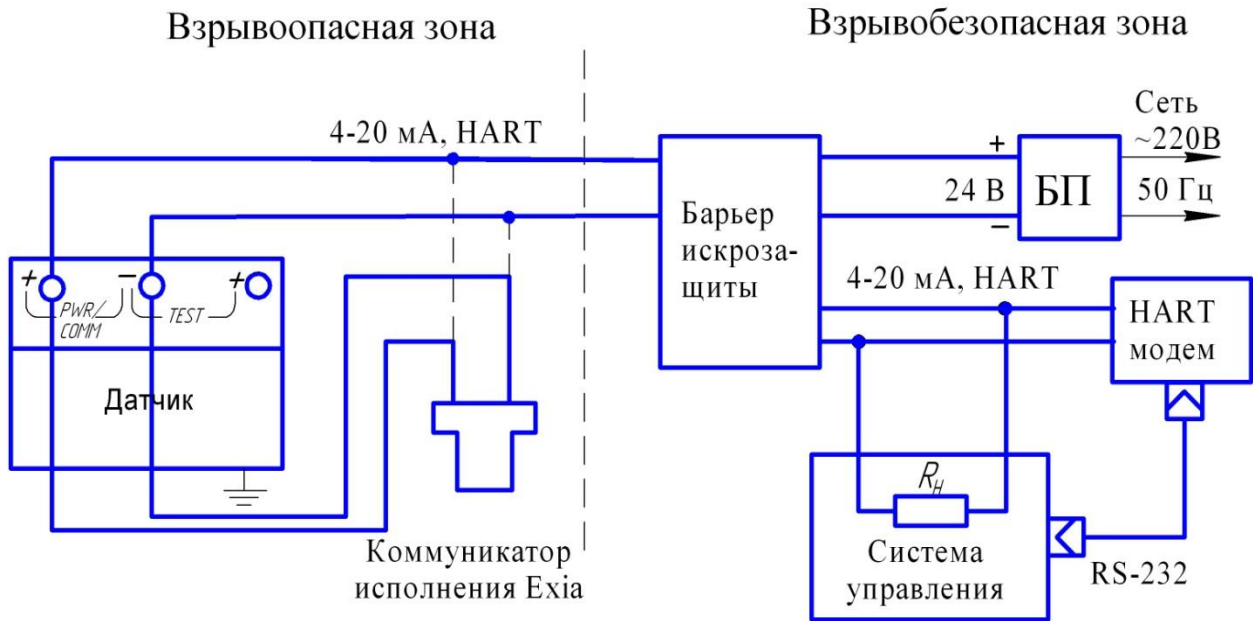 Взрывоопасная зона
Взрывобезопасная зона
4-20 мА, HART
Барьер
искроза-
щиты
+
24 В
−
БП
Сеть
~220В
50 Гц
+
−
+
PWR/
COMM
TEST
Датчик
4-20 мА, HART
HART
модем
Rн
Система
управления
RS-232
Коммуникатор
исполнения Exia